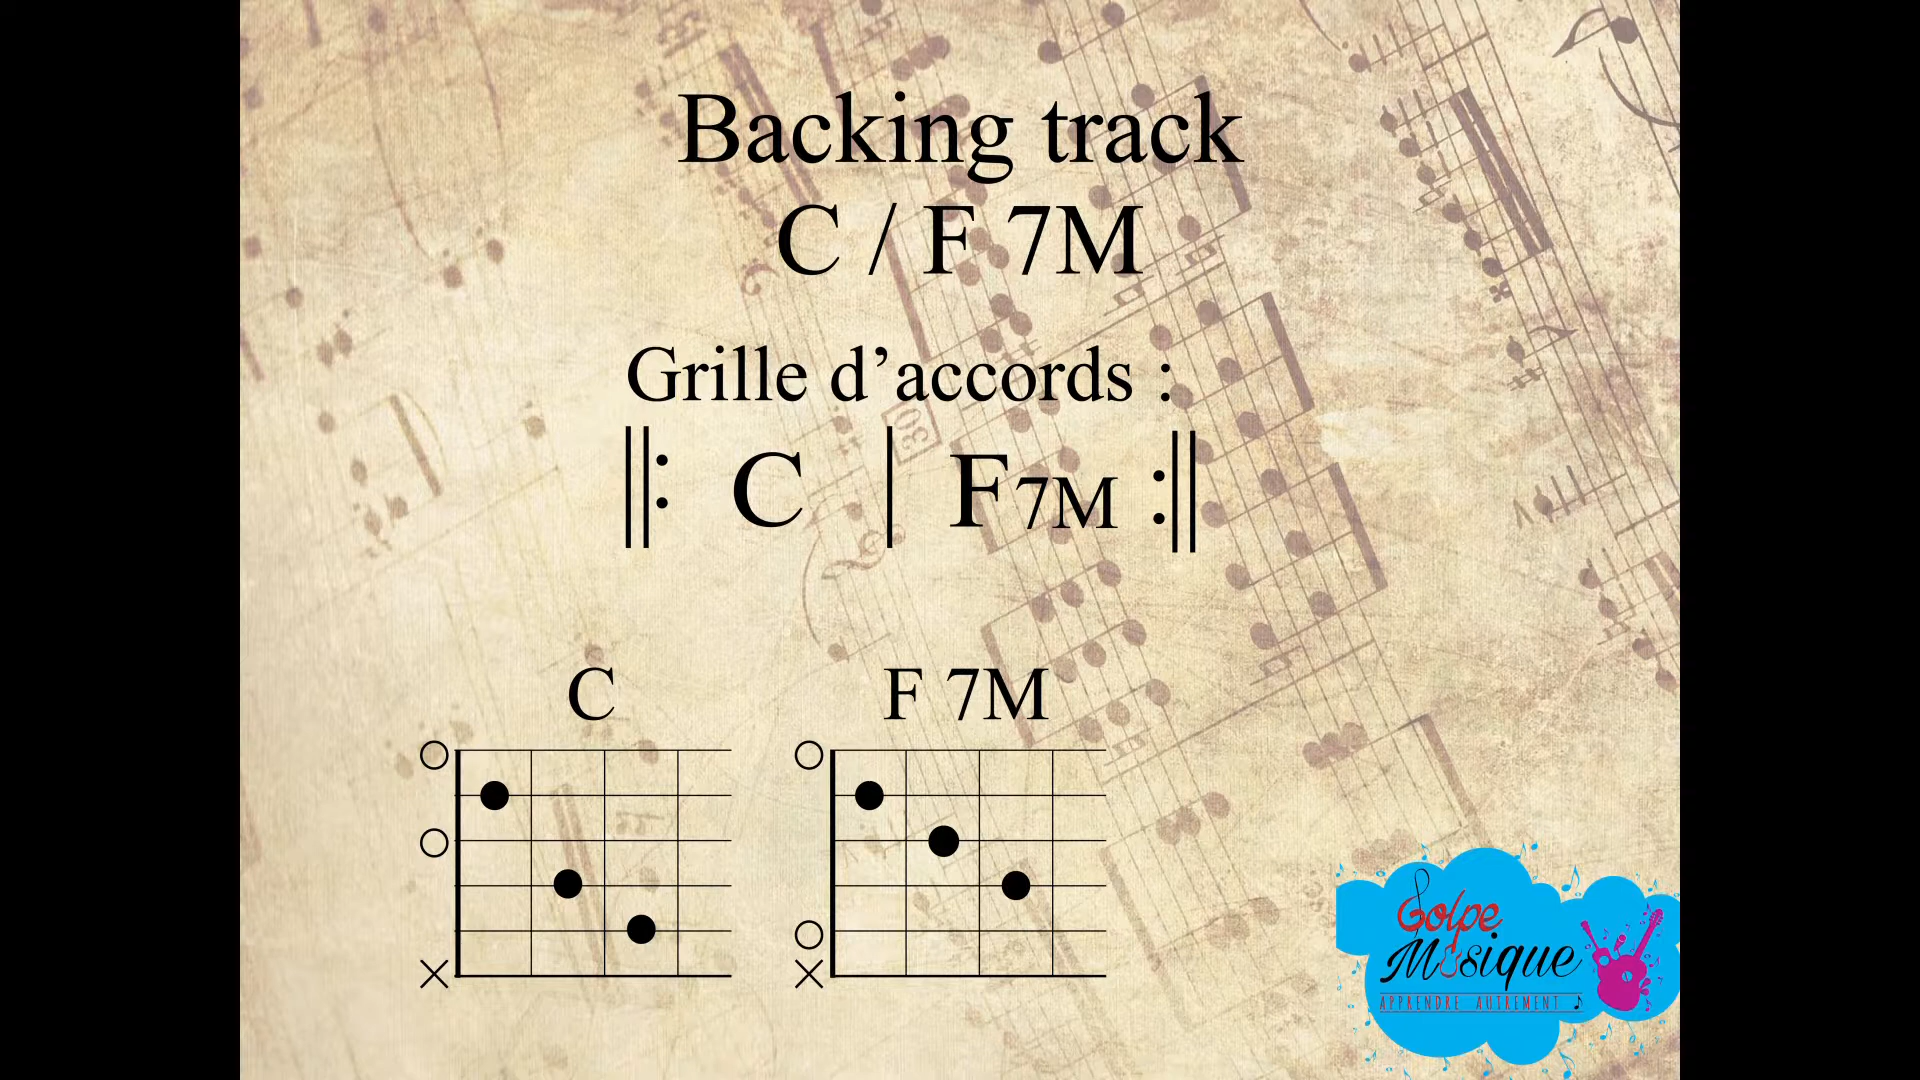 Backing track
C / F 7M
Grille d’accords :
C F7M
C F 7M
Golpe
Musique
APPRENDRE AUTREMENT